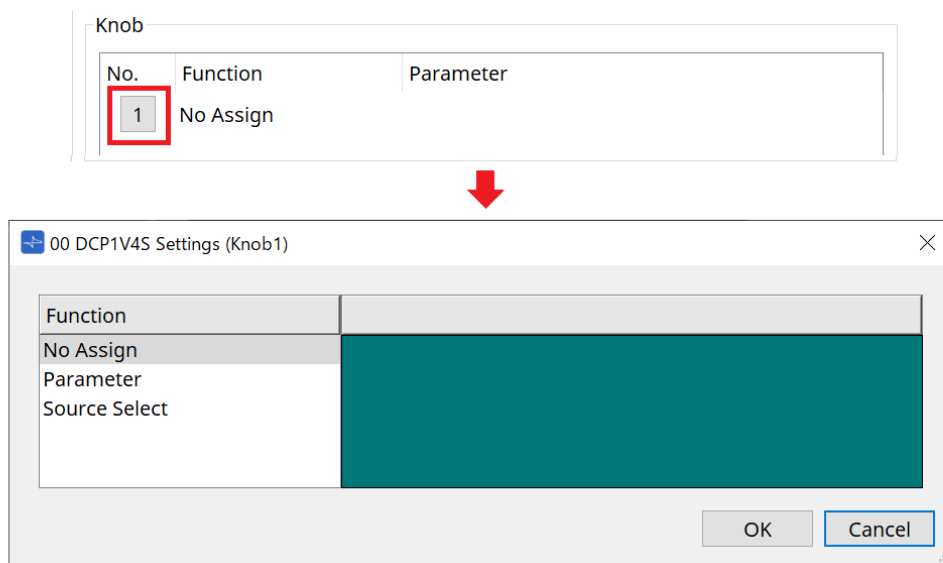 Knob
No. Function Parameter
1 No Assign
00 DCP1V4S Settings (Knob1)
Function
No Assign
Parameter
Source Select
OK Cancel